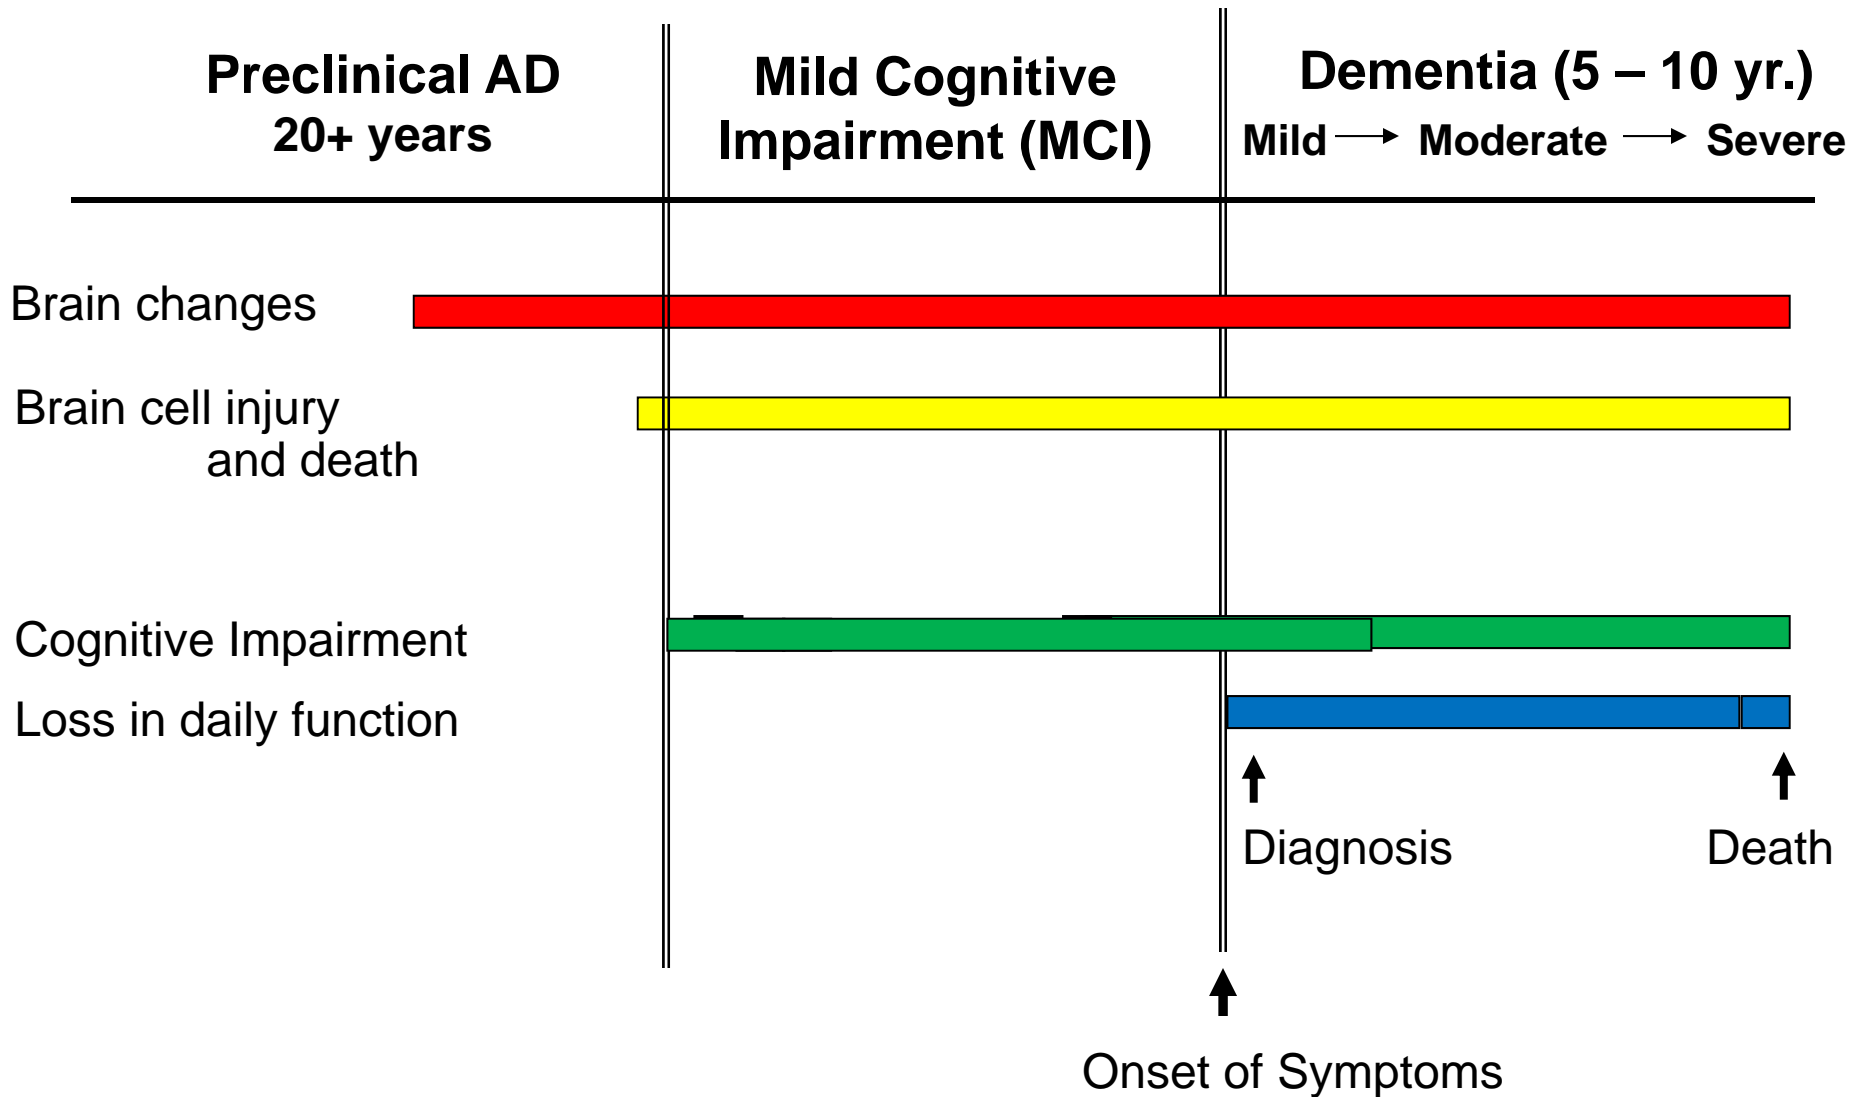 Preclinical AD
20+ years
Mild Cognitive
Impairment (MCI)
Dementia (5 – 10 yr.)
Mild Moderate Severe
Brain changes
Brain cell injury
and death
Cognitive Impairment
Loss in daily function
Diagnosis
Death
Onset of Symptoms